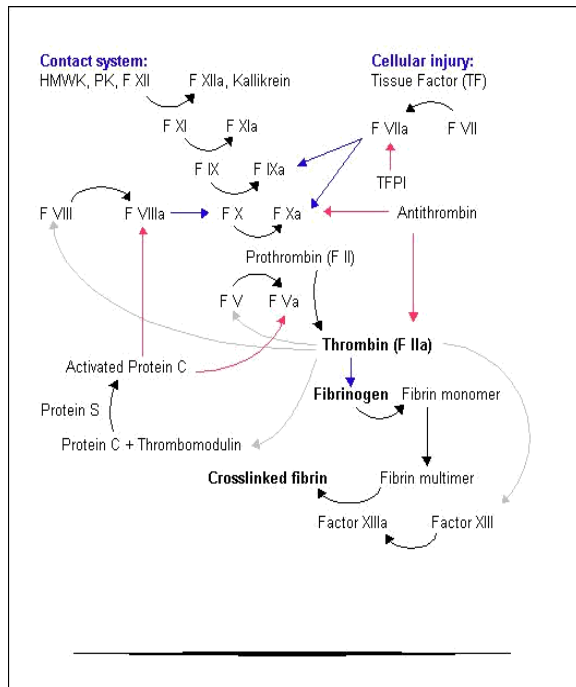 Contact system:
HMWK, PK, F XII
F XIIa, Kallikrein
Cellular injury:
Tissue Factor (TF)
F XI
F XIa
F VIIa
F VII
F IX
F IXa
TFPI
F VIII
F VIIIa
F X
F Xa
Antithrombin
Prothrombin (F II)
F V
F Va
Thrombin (F IIa)
Activated Protein C
Fibrinogen
Fibrin monomer
Protein S
Protein C + Thrombomodulin
Crosslinked fibrin
Fibrin multimer
Factor XIIIa
Factor XIII